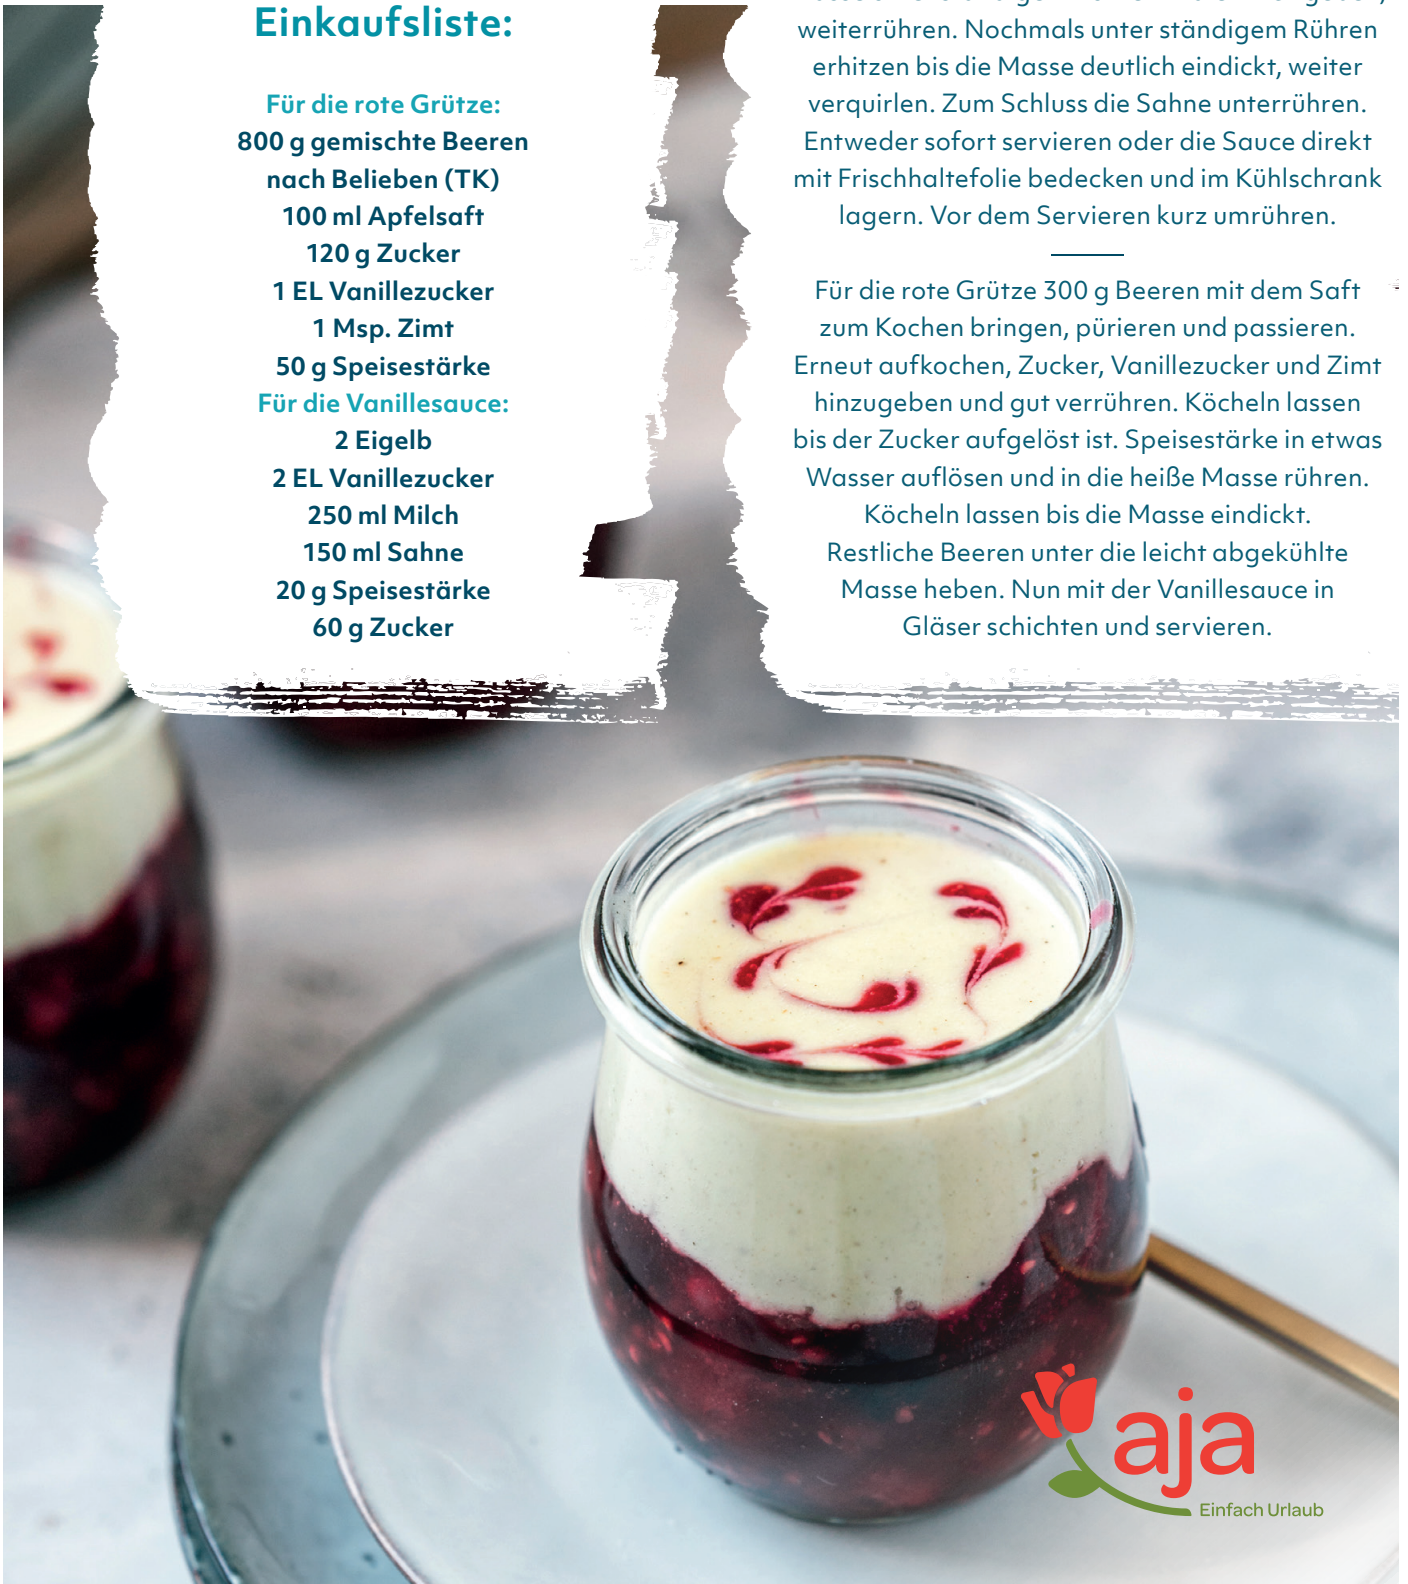 Einkaufsliste:
Für die rote Grütze:
800 g gemischte Beeren
nach Belieben (TK)
100 ml Apfelsaft
120 g Zucker
1 EL Vanillezucker
1 Msp. Zimt
50 g Speisestärke
Für die Vanillesauce:
2 Eigelb
2 EL Vanillezucker
250 ml Milch
150 ml Sahne
20 g Speisestärke
60 g Zucker
weiterrühren. Nochmals unter ständigem Rühren
erhitzen bis die Masse deutlich eindickt, weiter
verquirlen. Zum Schluss die Sahne unterrühren.
Entweder sofort servieren oder die Sauce direkt
mit Frischhaltefolie bedecken und im Kühlschrank
lagern. Vor dem Servieren kurz umrühren.
Für die rote Grütze 300 g Beeren mit dem Saft
zum Kochen bringen, pürieren und passieren.
Erneut aufkochen, Zucker, Vanillezucker und Zimt
hinzugeben und gut verrühren. Köcheln lassen
bis der Zucker aufgelöst ist. Speisestärke in etwas
Wasser auflösen und in die heiße Masse rühren.
Köcheln lassen bis die Masse eindickt.
Restliche Beeren unter die leicht abgekühlte
Masse heben. Nun mit der Vanillesauce in
Gläser schichten und servieren.
aja
Einfach Urlaub